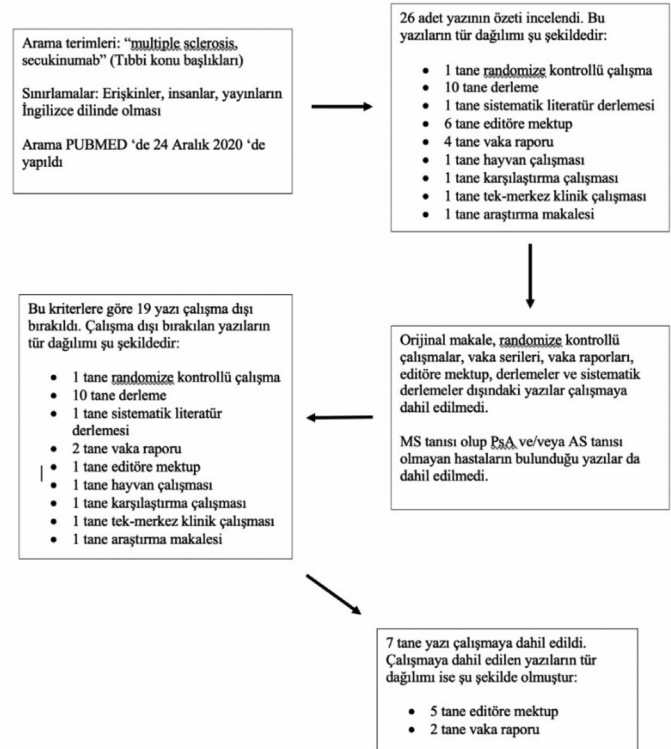 Arama terimleri: “multiple sclerosis,
secukinumab” (Tıbbi konu başlıkları)
Sınırlamalar: Erişkinler, insanlar, yayınların
İngilizce dilinde olması
Arama PUBMED ‘de 24 Aralık 2020 ‘de
yapıldı
26 adet yazının özeti incelendi. Bu
yazıların tür dağılımı şu şekildedir:
• 1 tane randomize kontrollü çalışma
• 10 tane derleme
• 1 tane sistematik literatür derlemesi
• 6 tane editöre mektup
• 4 tane vaka raporu
• 1 tane hayvan çalışması
• 1 tane karşılaştırma çalışması
• 1 tane tek-merkez klinik çalışması
• 1 tane araştırma makalesi
Orijinal makale, randomize kontrollü
çalışmalar, vaka serileri, vaka raporları,
editöre mektup, derlemeler ve sistematik
derlemeler dışındaki yazılar çalışmaya
dahil edilmedi.
MS tanısı olup PsA ve/veya AS tanısı
olmayan hastaların bulunduğu yazılar da
dahil edilmedi.
Bu kriterlere göre 19 yazı çalışma dışı
bırakıldı. Çalışma dışı bırakılan yazıların
tür dağılımı şu şekildedir:
• 1 tane randomize kontrollü çalışma
• 10 tane derleme
• 1 tane sistematik literatür
derlemesi
• 2 tane vaka raporu
• 1 tane editöre mektup
• 1 tane hayvan çalışması
• 1 tane karşılaştırma çalışması
• 1 tane tek-merkez klinik çalışması
• 1 tane araştırma makalesi
7 tane yazı çalışmaya dahil edildi.
Çalışmaya dahil edilen yazıların tür
dağılımı ise şu şekilde olmuştur:
• 5 tane editöre mektup
• 2 tane vaka raporu